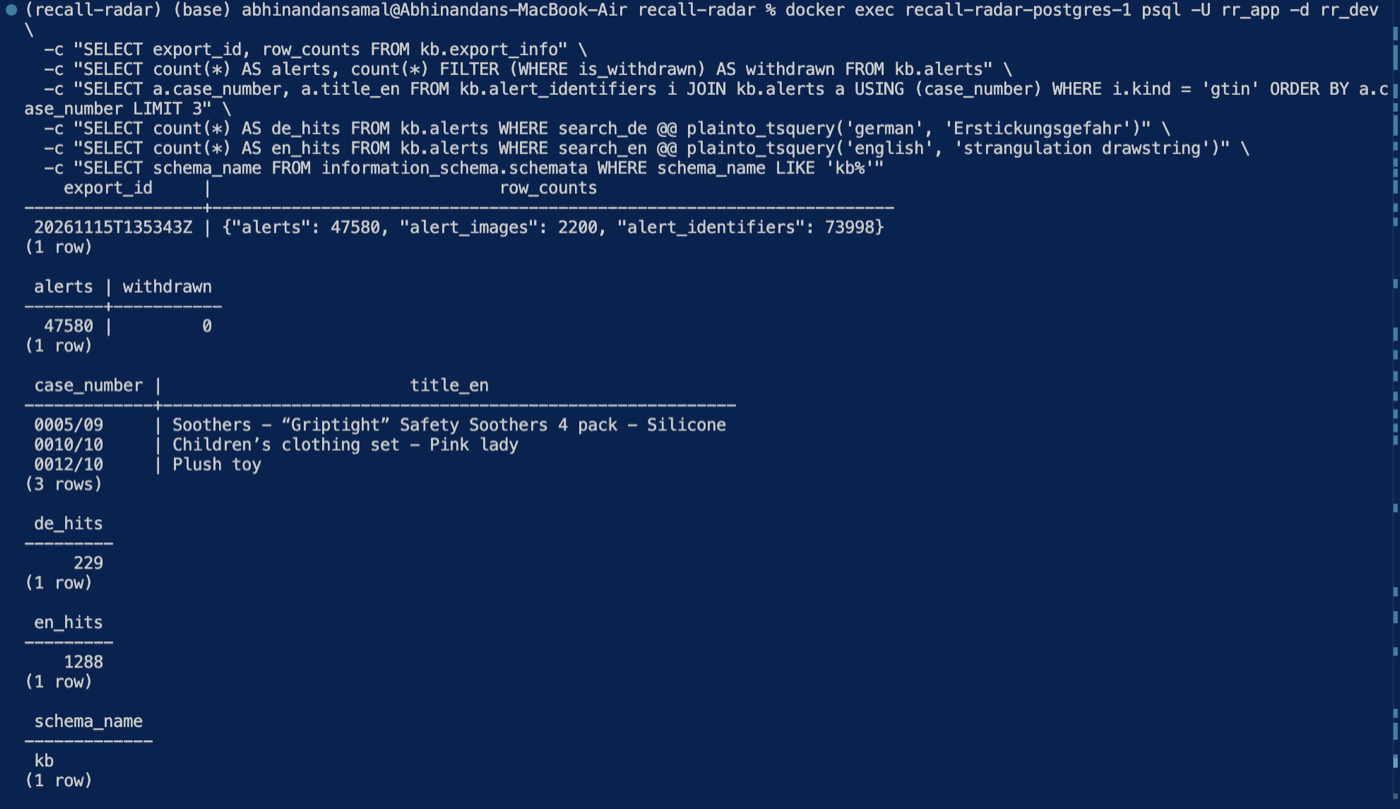 (recall-radar) (base) abhinandansamal@Abhinandans-MacBook-Air recall-radar % docker exec recall-radar-postgres-1 psql -U rr_app -d rr_dev
\
-c "SELECT export_id, row_counts FROM kb.export_info" \
-c "SELECT count(*) AS alerts, count(*) FILTER (WHERE is_withdrawn) AS withdrawn FROM kb.alerts" \
-c "SELECT a.case_number, a.title_en FROM kb.alert_identifiers i JOIN kb.alerts a USING (case_number) WHERE i.kind = 'gtin' ORDER BY a.c
ase_number LIMIT 3" \
-c "SELECT count(*) AS de_hits FROM kb.alerts WHERE search_de @@ plainto_tsquery('german', 'Erstickungsgefahr')" \
-c "SELECT count(*) AS en_hits FROM kb.alerts WHERE search_en @@ plainto_tsquery('english', 'strangulation drawstring')" \
-c "SELECT schema_name FROM information_schema.schemata WHERE schema_name LIKE 'kb%'"
export_id | row_counts
------------------+---------------------------------------------------------------
20261115T135343Z | {"alerts": 47580, "alert_images": 2200, "alert_identifiers": 73998}
(1 row)
alerts | withdrawn
--------+-----------
47580 | 0
(1 row)
case_number | title_en
-------------+-----------------------------------------------------
0005/09 | Soothers – “Griptight” Safety Soothers 4 pack – Silicone
0010/10 | Children’s clothing set – Pink lady
0012/10 | Plush toy
(3 rows)
de_hits
---------
229
(1 row)
en_hits
---------
1288
(1 row)
schema_name
-------------
kb
(1 row)